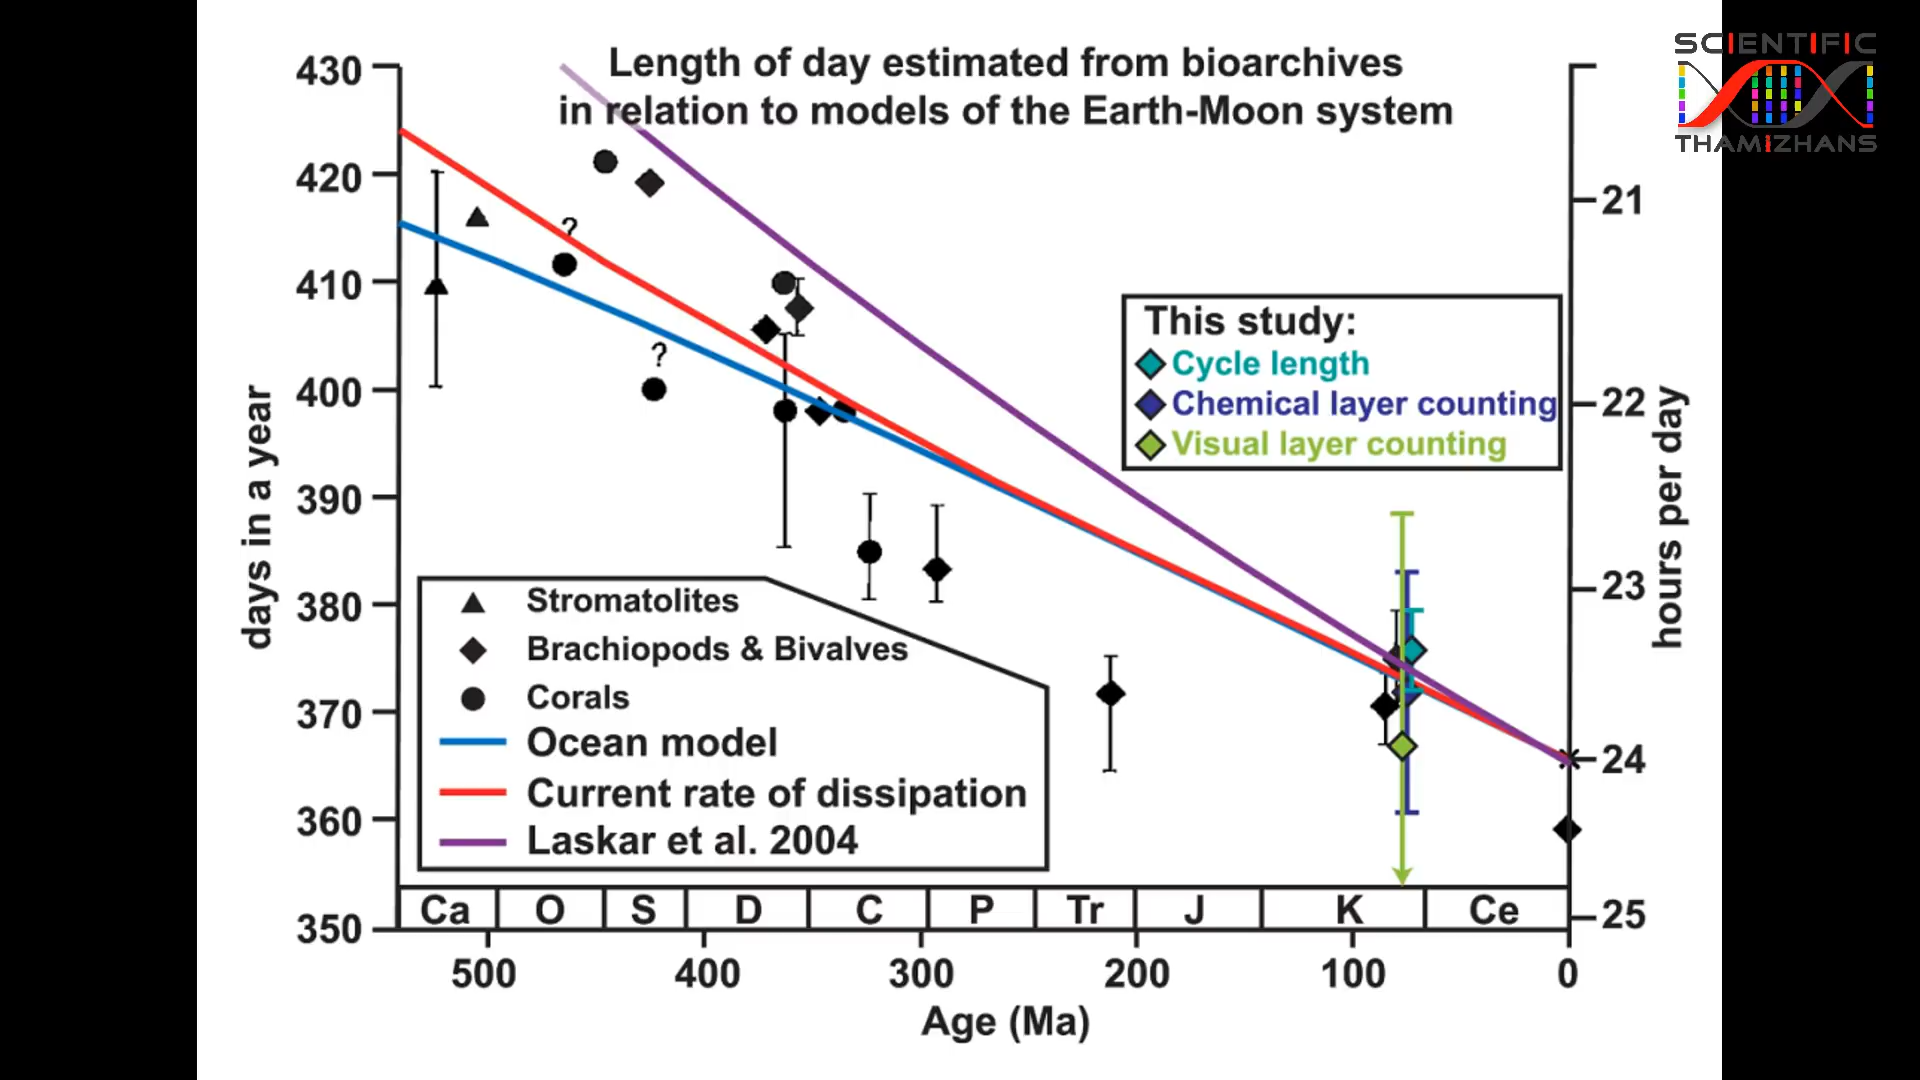 SCIENTIFIC
THAMIZHANS
Length of day estimated from bioarchives
in relation to models of the Earth-Moon system
days in a year
430
420
410
400
390
380
370
360
350
hours per day
21
22
23
24
25
?
?
This study:
Cycle length
Chemical layer counting
Visual layer counting
Stromatolites
Brachiopods & Bivalves
Corals
Ocean model
Current rate of dissipation
Laskar et al. 2004
Ca O S D C P Tr J K Ce
500 400 300 200 100 0
Age (Ma)